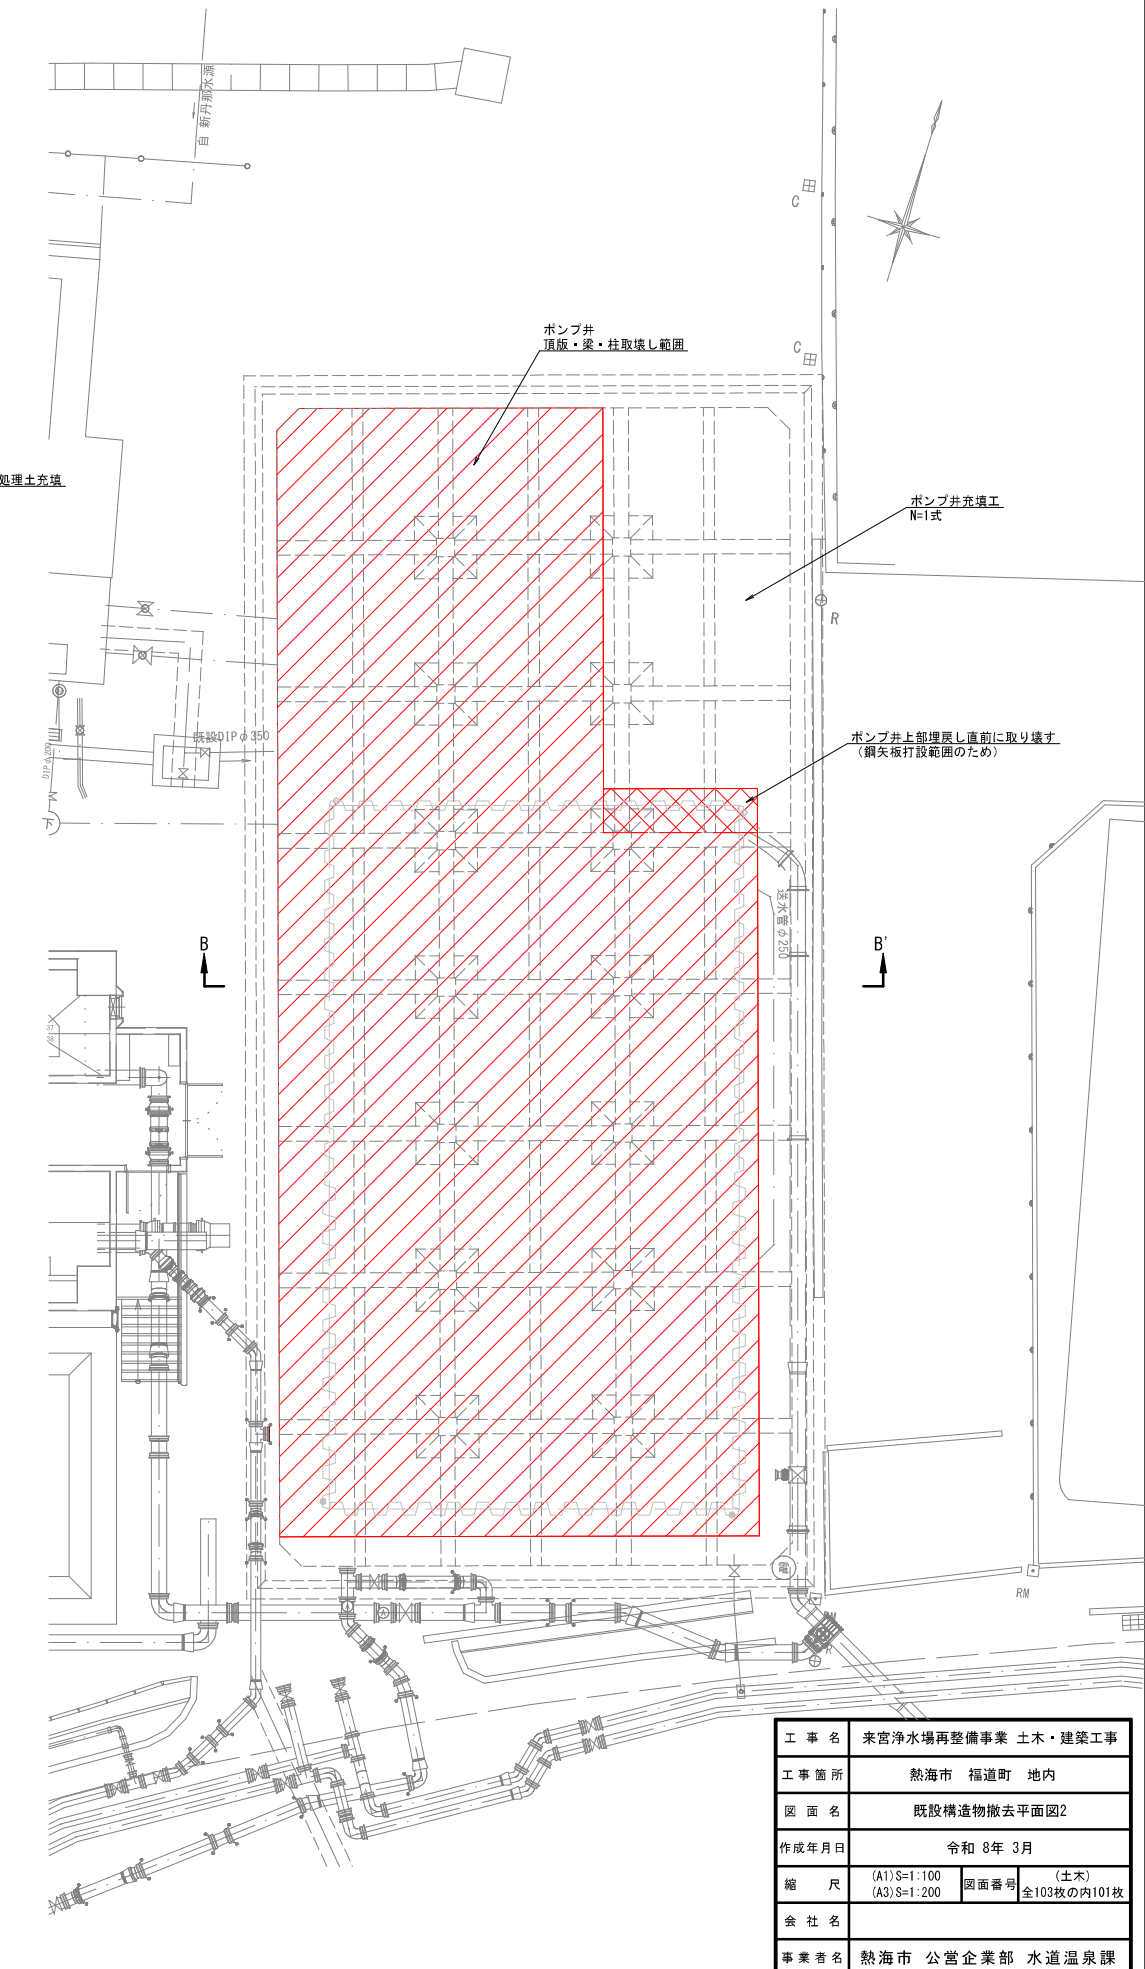 自 新丹那水源
C
ポンプ井
頂版・梁・柱取壊し範囲
C
処理土充填
ポンプ井充填工
N=1式
R
既設DIPφ350
ポンプ井上部埋戻し直前に取り壊す
(鋼矢板打設範囲のため)
DIPφ200
M
下
送水管φ250
B
B'
37
38
電
RM
RM
R
工事名 来宮浄水場再整備事業 土木・建築工事
工事箇所 熱海市 福道町 地内
図面名 既設構造物撤去平面図2
作成年月日 令和 8年 3月
縮尺 (A1)S=1:100 図面番号 (土木)
(A3)S=1:200 全103枚の内101枚
会社名
事業者名 熱海市 公営企業部 水道温泉課